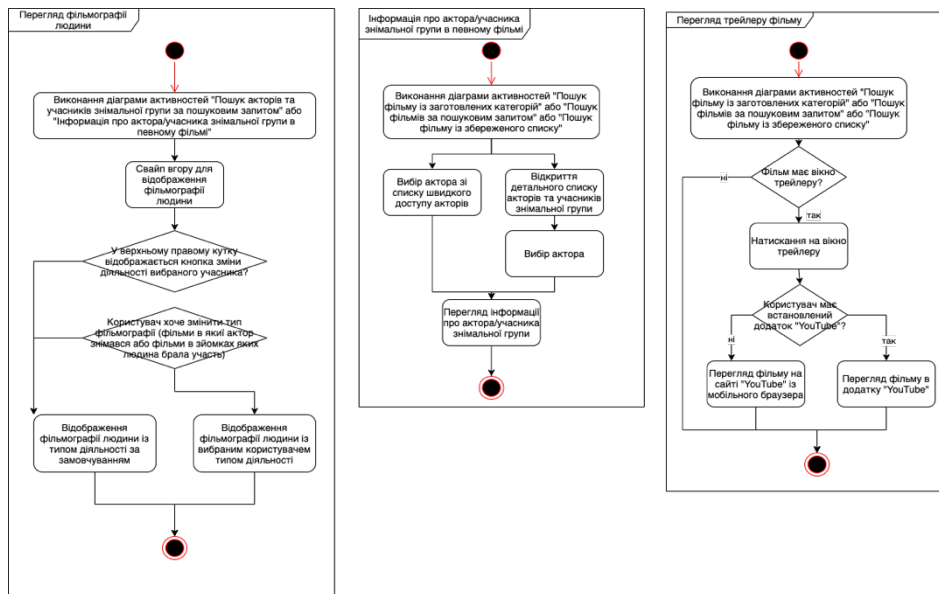 Перегляд фільмографії
людини
Виконання діаграми активностей "Пошук акторів та
учасників знімальної групи за пошуковим запитом" або
"Інформація про актора/учасника знімальної групи в
певному фільмі"
Свайп вгору для
відображення
фільмографії
людини
У верхньому правому кутку
відображається кнопка зміни
діяльності вибраного учасника?
Користувач хоче змінити тип
фільмографії (фільми в якиї актор
знімався або фільми в зйомках яких
людина брала участь)
Відображення
фільмографії людини із
типом діяльності за
замовчуванням
Відображення
фільмографії людини із
вибраним користувачем
типом діяльності
Інформація про актора/учасника
знімальної групи в певному фільмі
Виконання діаграми активностей "Пошук
фільму із заготовлених категорій" або "Пошук
фільмів за пошуковим запитом" або "Пошук
фільму із збереженого списку"
Вибір актора зі
списку швидкого
доступу акторів
Відкриття
детального списку
акторів та учасників
знімальної групи
Вибір актора
Перегляд інформації
про актора/учасника
знімальної групи
Перегляд трейлеру фільму
Виконання діаграми активностей "Пошук
фільму із заготовлених категорій" або "Пошук
фільмів за пошуковим запитом" або "Пошук
фільму із збереженого списку"
ні
Фільм має вікно
трейлеру?
так
Натискання на вікно
трейлеру
Користувач має
встановлений
додаток "YouTube"?
ні
так
Перегляд фільму на
сайті "YouTube" із
мобільного браузера
Перегляд фільму в
додатку "YouTube"